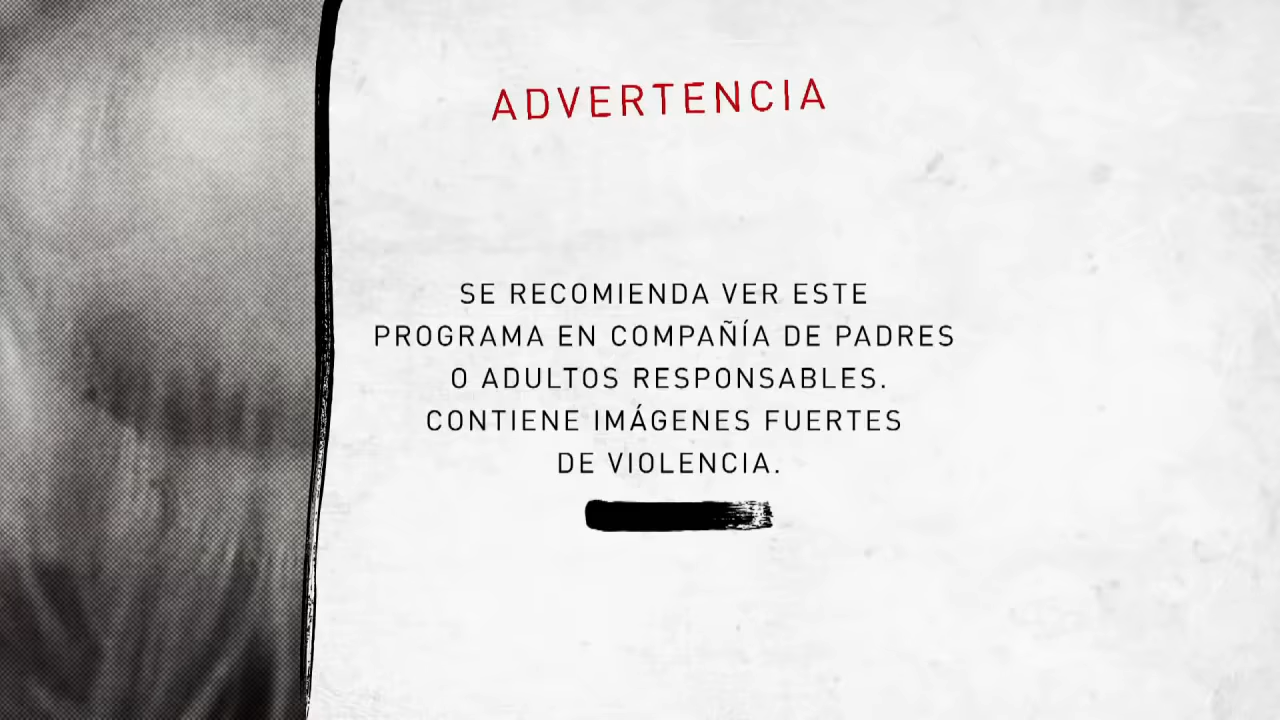 ADVERTENCIA
SE RECOMIENDA VER ESTE
PROGRAMA EN COMPAÑÍA DE PADRES
O ADULTOS RESPONSABLES.
CONTIENE IMÁGENES FUERTES
DE VIOLENCIA.